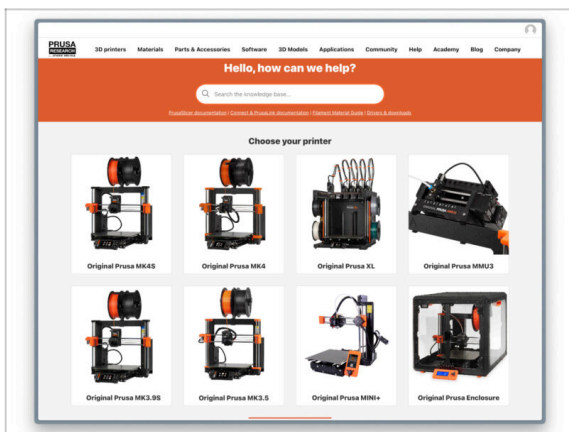 PRUSA
RESEARCH
3D printers Materials Parts & Accessories Software 3D Models Applications Community Help Academy Blog Company
Hello, how can we help?
Search the knowledge base...
PrusaSlicer documentation | Connect & PrusaLink documentation | Filament Material Guide | Drivers & downloads
Choose your printer
Original Prusa MK4S Original Prusa MK4 Original Prusa XL Original Prusa MMU3
Original Prusa MK3.9S Original Prusa MK3.5 Original Prusa MINI+ Original Prusa Enclosure